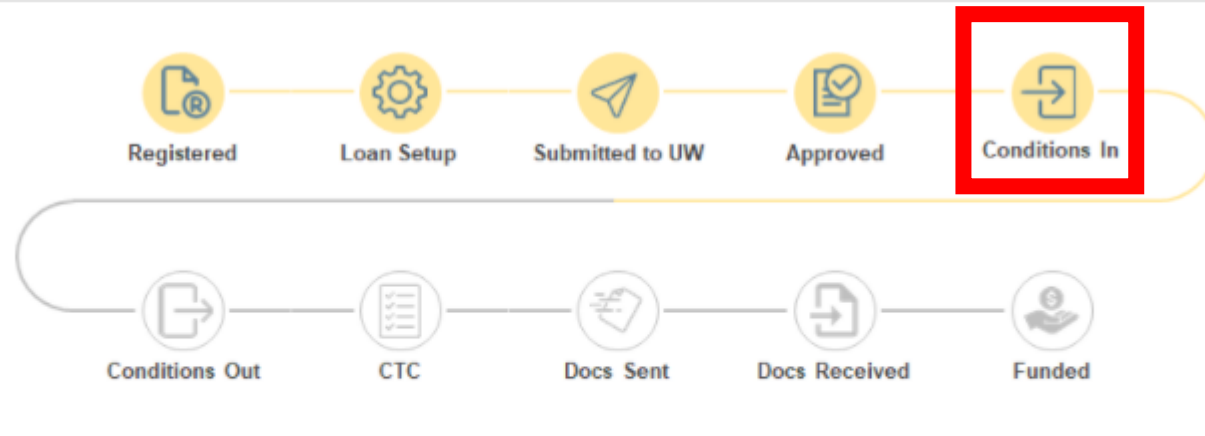 Registered
Loan Setup
Submitted to UW
Approved
Conditions In
Conditions Out
CTC
Docs Sent
Docs Received
Funded